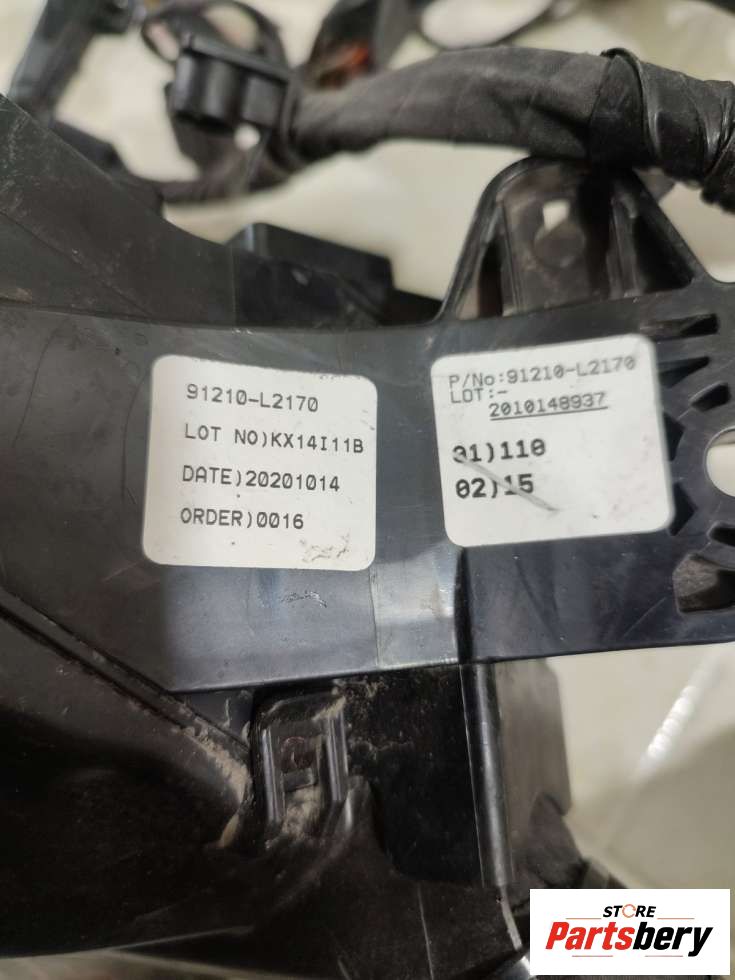 91210-L2170
LOT NO)KX14I11B
DATE)20201014
ORDER)0016
P/No:91210-L2170
LOT:-
2010148937
01)110
02)15
STORE
Partsbery